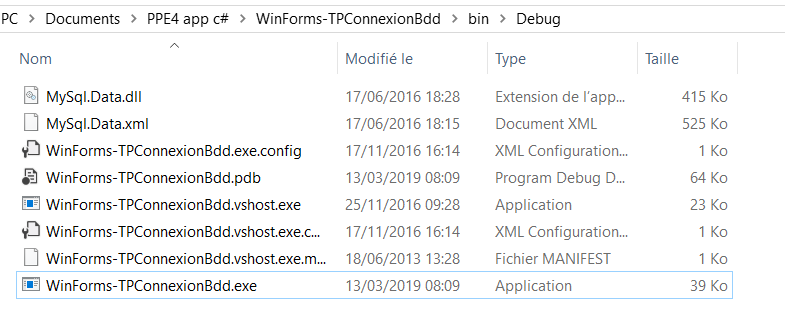 PC > Documents > PPE4 app c# > WinForms-TPConnexionBdd > bin > Debug
Nom Modifié le Type Taille
MySql.Data.dll 17/06/2016 18:28 Extension de l'app... 415 Ko
MySql.Data.xml 17/06/2016 18:15 Document XML 525 Ko
WinForms-TPConnexionBdd.exe.config 17/11/2016 16:14 XML Configuration... 1 Ko
WinForms-TPConnexionBdd.pdb 13/03/2019 08:09 Program Debug D... 64 Ko
WinForms-TPConnexionBdd.vshost.exe 25/11/2016 09:28 Application 23 Ko
WinForms-TPConnexionBdd.vshost.exe.c... 17/11/2016 16:14 XML Configuration... 1 Ko
WinForms-TPConnexionBdd.vshost.exe.m... 18/06/2013 13:28 Fichier MANIFEST 1 Ko
WinForms-TPConnexionBdd.exe 13/03/2019 08:09 Application 39 Ko